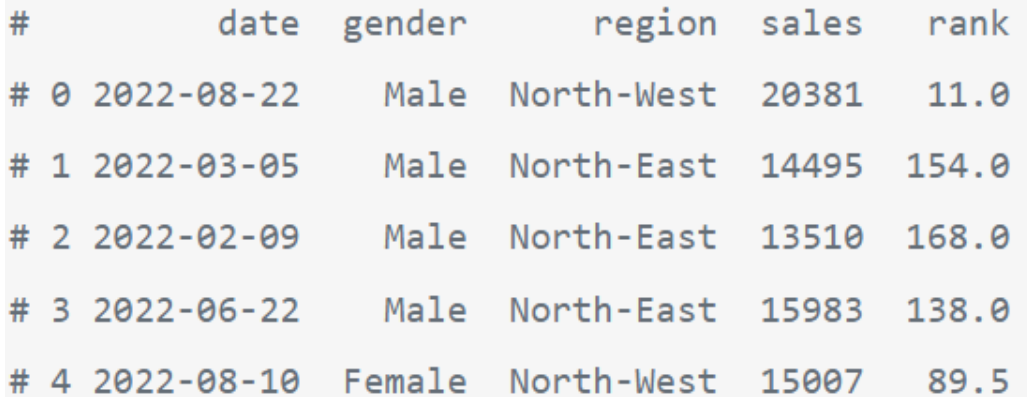 #         date  gender      region  sales   rank
# 0 2022-08-22    Male  North-West  20381   11.0
# 1 2022-03-05    Male  North-East  14495  154.0
# 2 2022-02-09    Male  North-East  13510  168.0
# 3 2022-06-22    Male  North-East  15983  138.0
# 4 2022-08-10  Female  North-West  15007   89.5